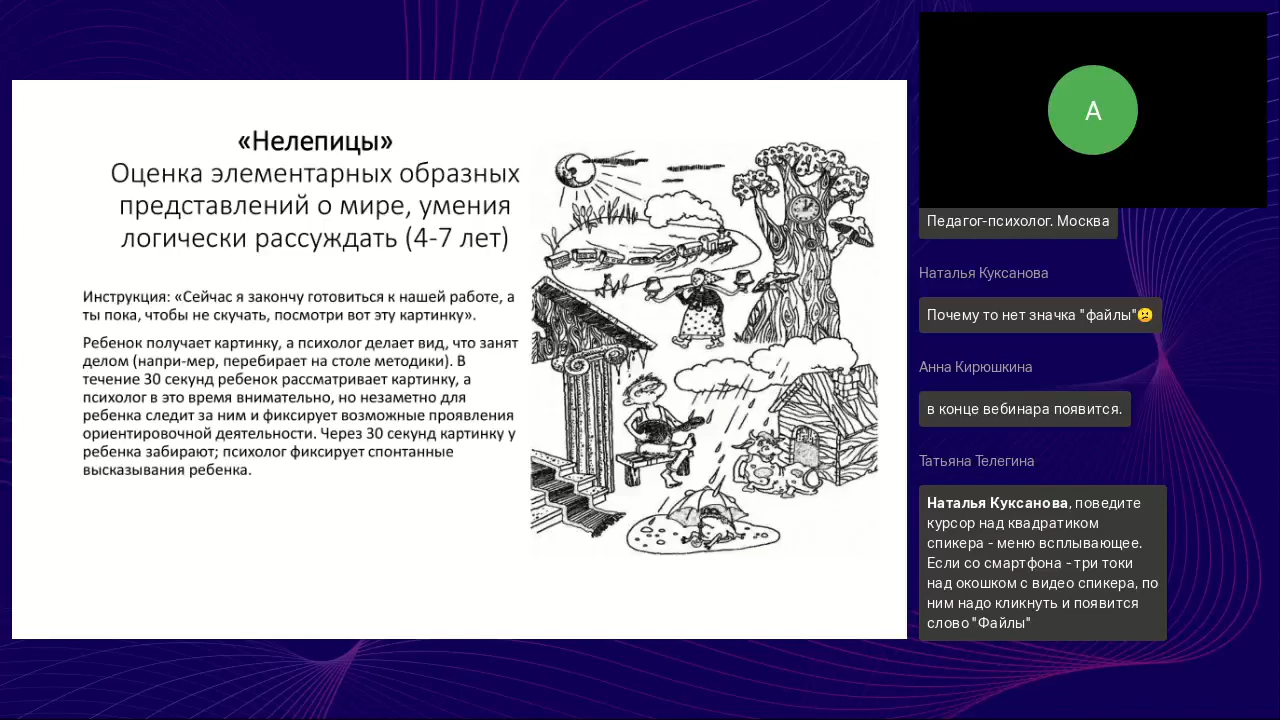 «Нелепицы»
Оценка элементарных образных
представлений о мире, умения
логически рассуждать (4-7 лет)
Инструкция: «Сейчас я закончу готовиться к нашей работе, а
ты пока, чтобы не скучать, посмотри вот эту картинку».
Ребенок получает картинку, а психолог делает вид, что занят
делом (напри-мер, перебирает на столе методики). В
течение 30 секунд ребенок рассматривает картинку, а
психолог в это время внимательно, но незаметно для
ребенка следит за ним и фиксирует возможные проявления
ориентировочной деятельности. Через 30 секунд картинку у
ребенка забирают; психолог фиксирует спонтанные
высказывания ребенка.
А
Педагог-психолог. Москва
Наталья Куксанова
Почему то нет значка "файлы"
Анна Кирюшкина
в конце вебинара появится.
Татьяна Телегина
Наталья Куксанова, поведите
курсор над квадратиком
спикера - меню всплывающее.
Если со смартфона - три токи
над окошком с видео спикера, по
ним надо кликнуть и появится
слово "Файлы"